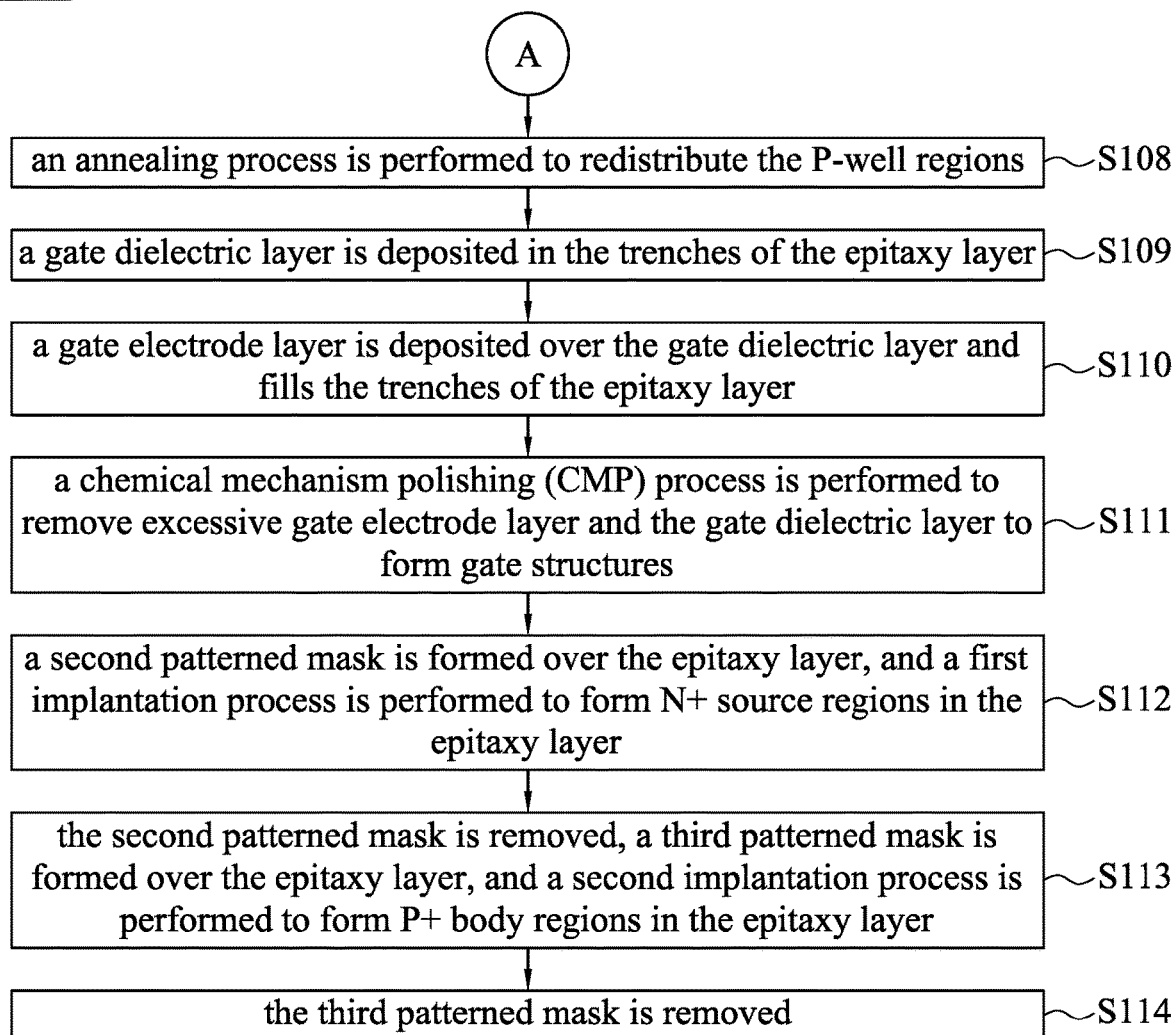 A
an annealing process is performed to redistribute the P-well regions
S108
a gate dielectric layer is deposited in the trenches of the epitaxy layer
S109
a gate electrode layer is deposited over the gate dielectric layer and
fills the trenches of the epitaxy layer
S110
a chemical mechanism polishing (CMP) process is performed to
remove excessive gate electrode layer and the gate dielectric layer to
form gate structures
S111
a second patterned mask is formed over the epitaxy layer, and a first
implantation process is performed to form N+ source regions in the
epitaxy layer
S112
the second patterned mask is removed, a third patterned mask is
formed over the epitaxy layer, and a second implantation process is
performed to form P+ body regions in the epitaxy layer
S113
the third patterned mask is removed
S114